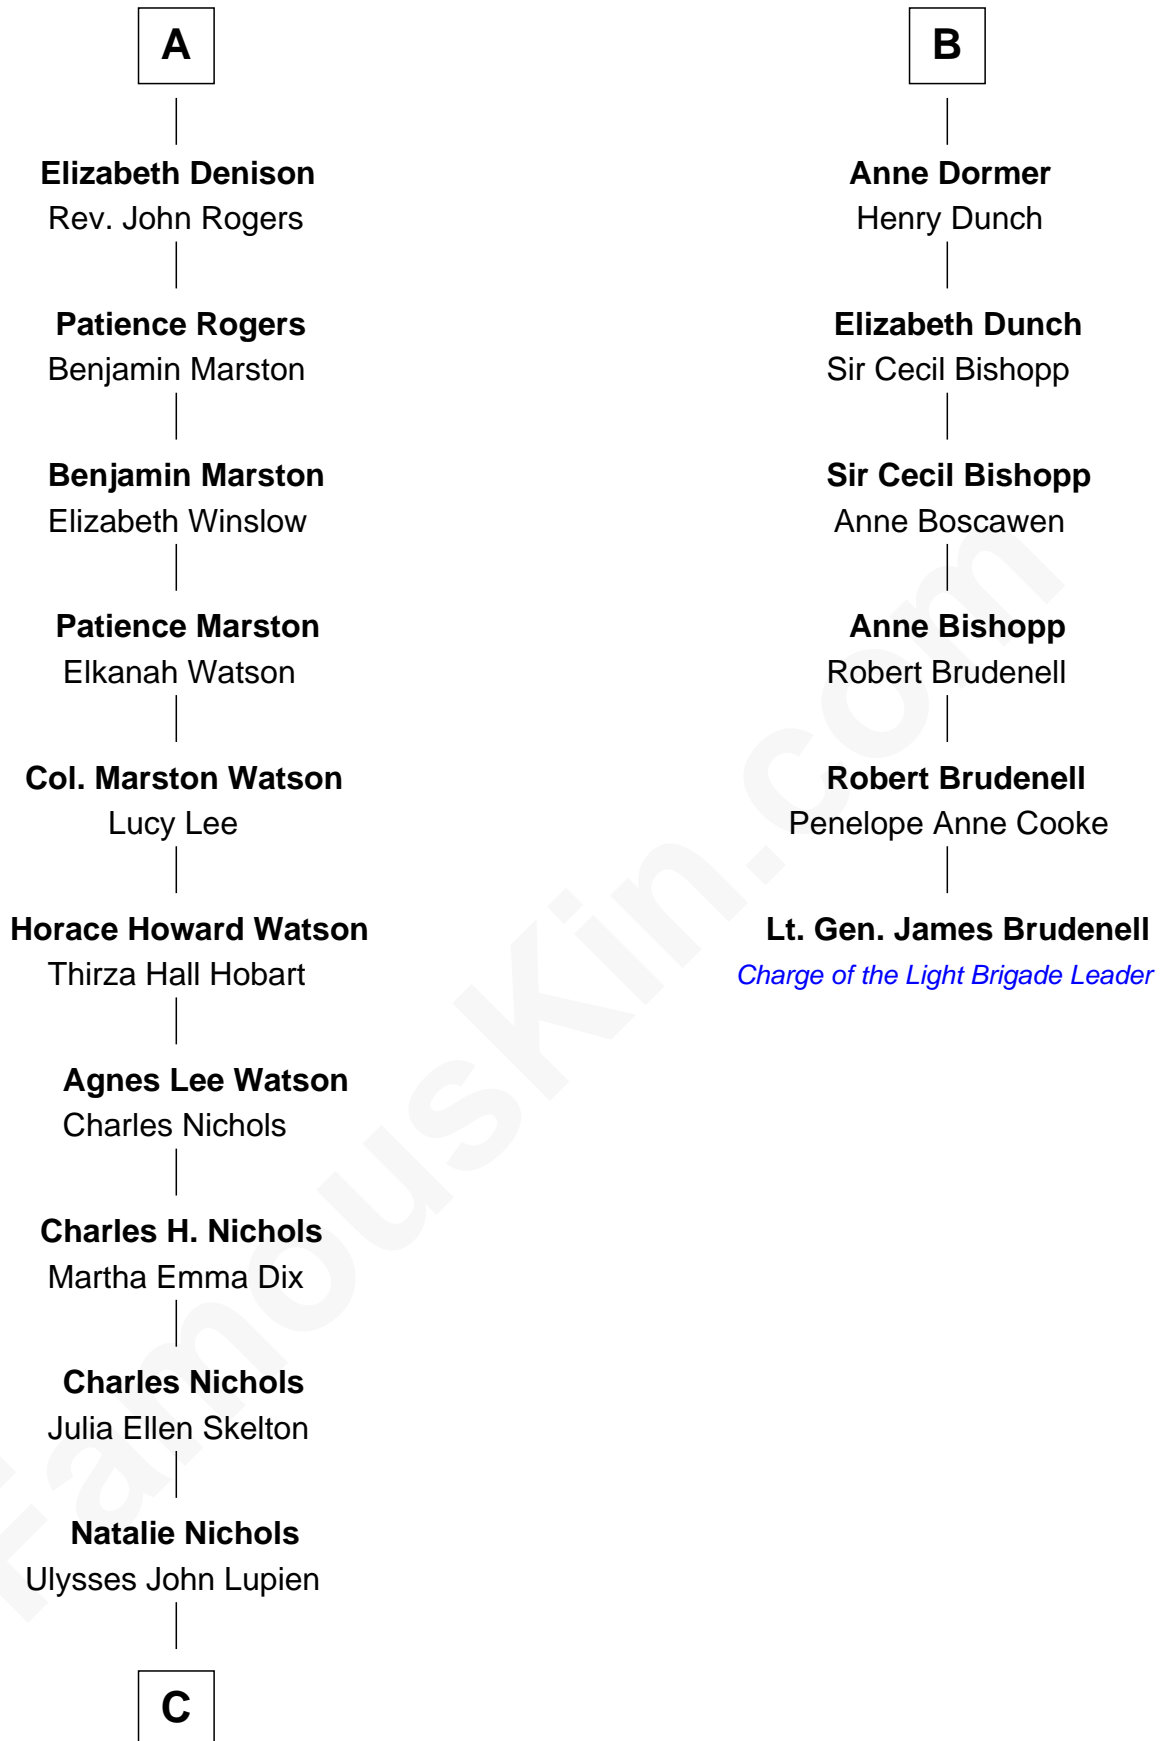 A
Elizabeth Denison
Rev. John Rogers
Patience Rogers
Benjamin Marston
Benjamin Marston
Elizabeth Winslow
Patience Marston
Elkanah Watson
Col. Marston Watson
Lucy Lee
Horace Howard Watson
Thirza Hall Hobart
Agnes Lee Watson
Charles Nichols
Charles H. Nichols
Martha Emma Dix
Charles Nichols
Julia Ellen Skelton
Natalie Nichols
Ulysses John Lupien
C
B
Anne Dormer
Henry Dunch
Elizabeth Dunch
Sir Cecil Bishopp
Sir Cecil Bishopp
Anne Boscawen
Anne Bishopp
Robert Brudenell
Robert Brudenell
Penelope Anne Cooke
Lt. Gen. James Brudenell
Charge of the Light Brigade Leader
FamousKin.com